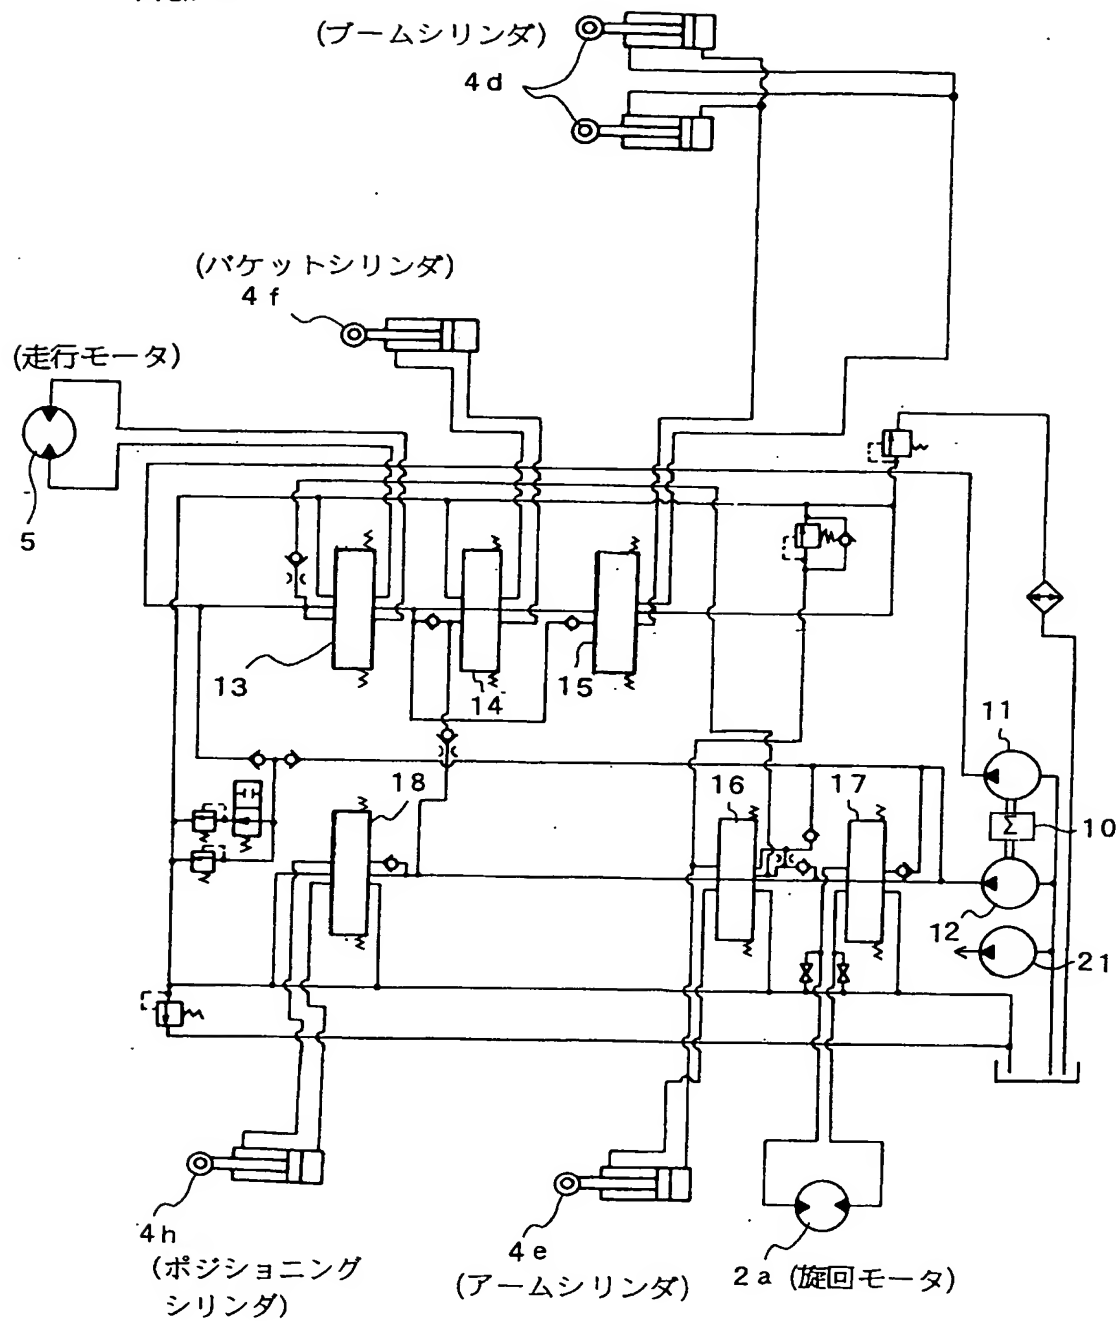 (ブームシリンダ)
4d
(バケットシリンダ)
4f
(走行モータ)
5
13
14
15
11
18
16
17
10
Σ
12
21
4h
(ポジショニング
シリンダ)
4e
(アームシリンダ)
2a (旋回モータ)